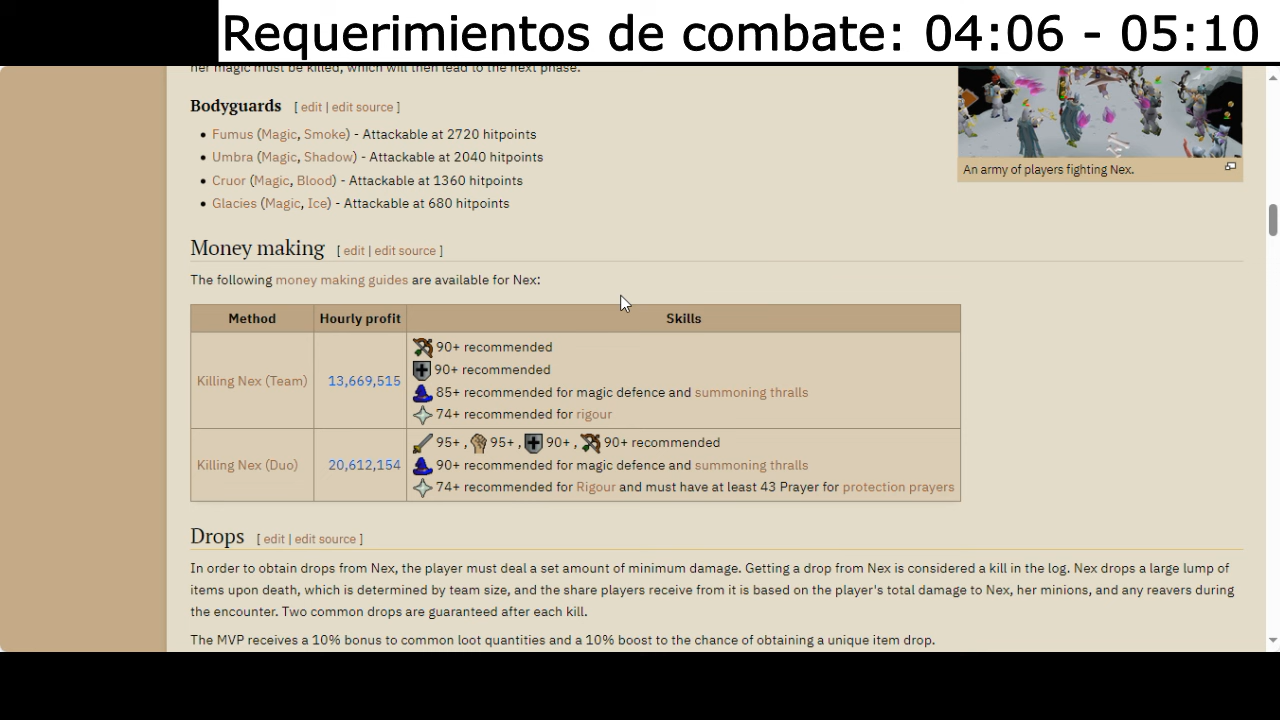 Requerimientos de combate: 04:06 - 05:10
her magic must be killed, which will then lead to the next phase.
Bodyguards [ edit | edit source ]
• Fumus (Magic, Smoke) - Attackable at 2720 hitpoints
• Umbra (Magic, Shadow) - Attackable at 2040 hitpoints
• Cruor (Magic, Blood) - Attackable at 1360 hitpoints
• Glacies (Magic, Ice) - Attackable at 680 hitpoints
An army of players fighting Nex.
Money making [ edit | edit source ]
The following money making guides are available for Nex:
Method Hourly profit Skills
Killing Nex (Team) 13,669,515
90+ recommended
90+ recommended
85+ recommended for magic defence and summoning thralls
74+ recommended for rigour
Killing Nex (Duo) 20,612,154
95+ , 95+ , 90+ , 90+ recommended
90+ recommended for magic defence and summoning thralls
74+ recommended for Rigour and must have at least 43 Prayer for protection prayers
Drops [ edit | edit source ]
In order to obtain drops from Nex, the player must deal a set amount of minimum damage. Getting a drop from Nex is considered a kill in the log. Nex drops a large lump of
items upon death, which is determined by team size, and the share players receive from it is based on the player's total damage to Nex, her minions, and any reavers during
the encounter. Two common drops are guaranteed after each kill.
The MVP receives a 10% bonus to common loot quantities and a 10% boost to the chance of obtaining a unique item drop.